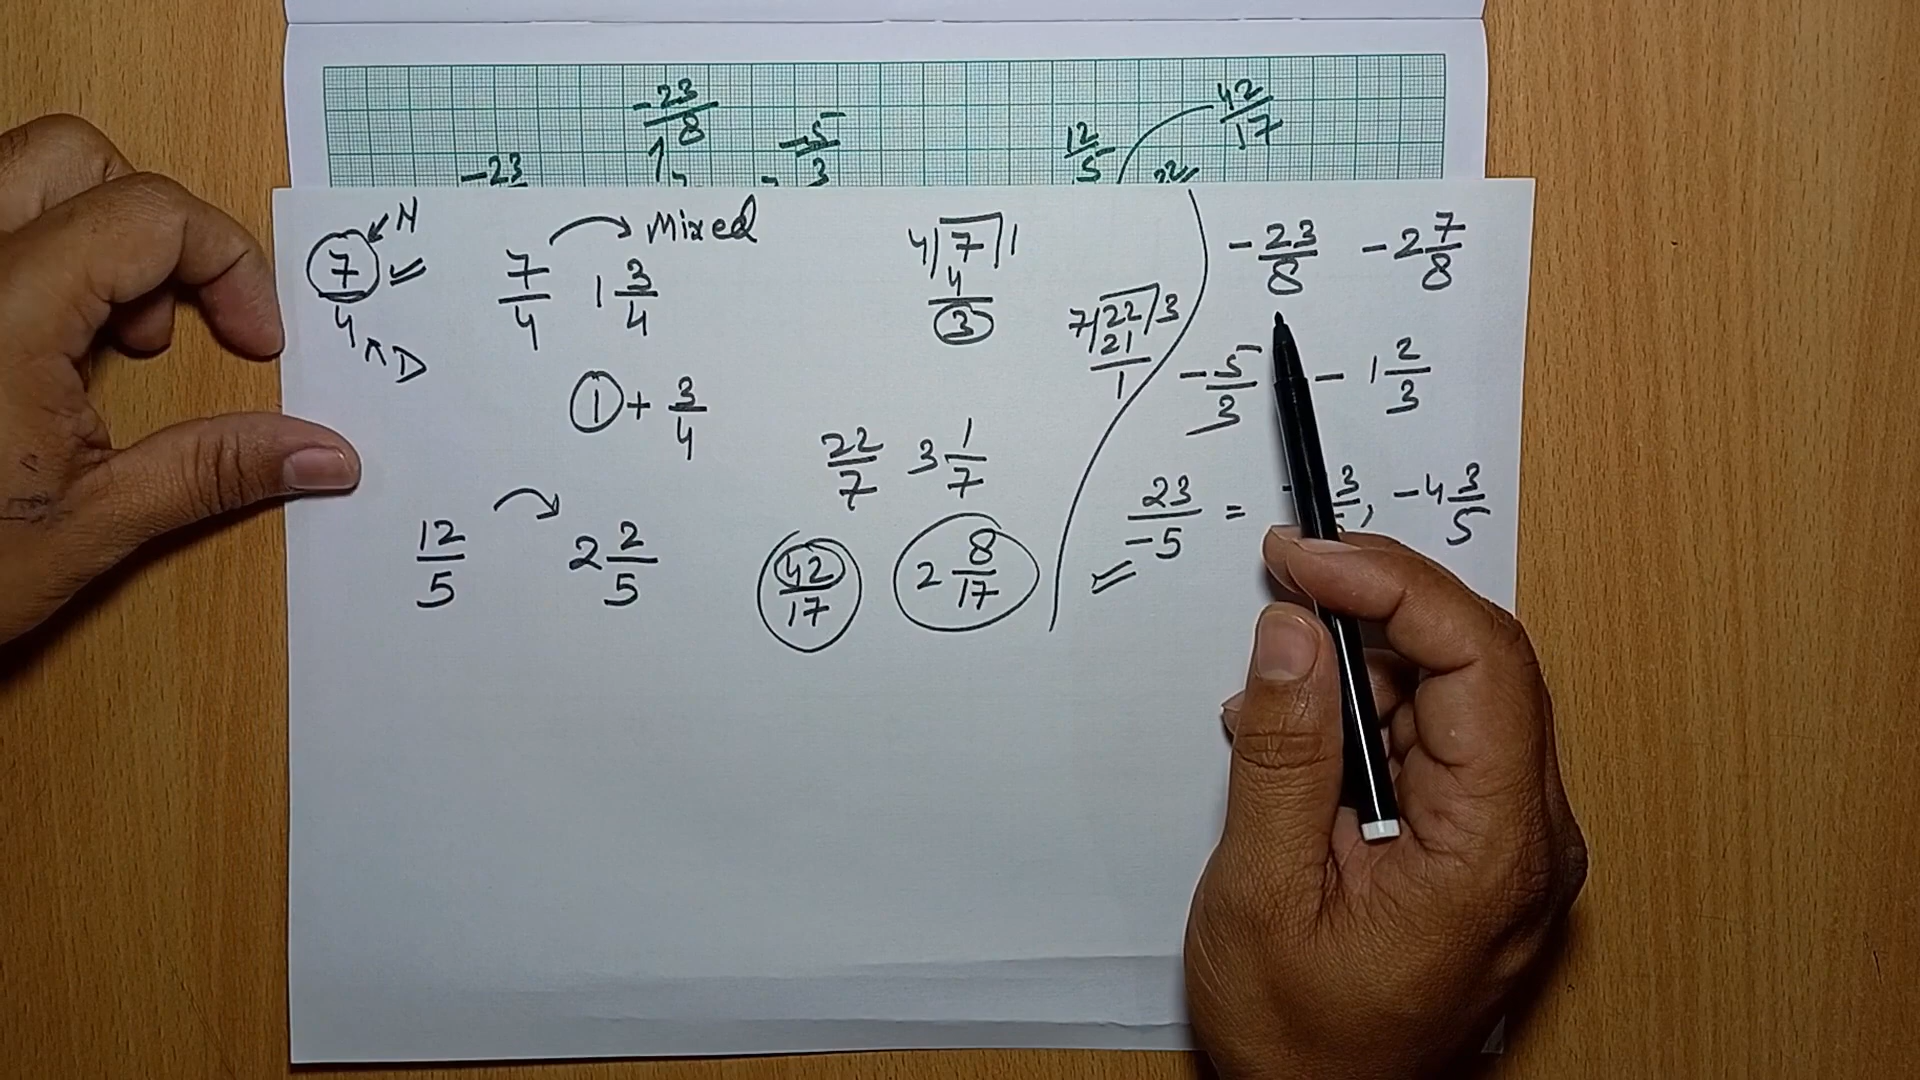 -23/8
-5/3
-23
12/5
42/17
22
7/4 N D
7/4 Mixed 1 3/4
1 + 3/4
4)7(1
4
3
7)22(3
21
1
22/7 3 1/7
12/5 2 2/5
42/17 2 8/17
-23/8 -2 7/8
-5/3 -1 2/3
23/-5 = 3, -4 3/5